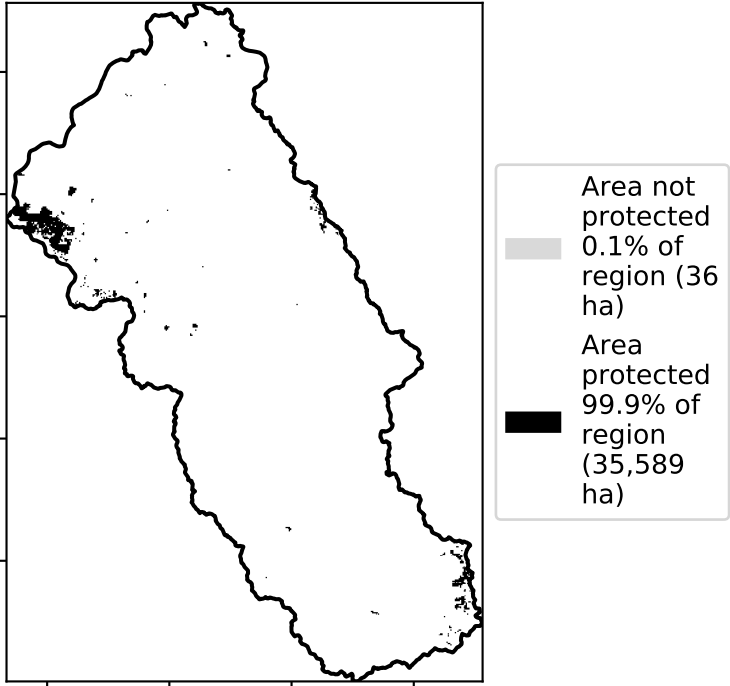 Area not
protected
0.1% of
region (36
ha)
Area
protected
99.9% of
region
(35,589
ha)